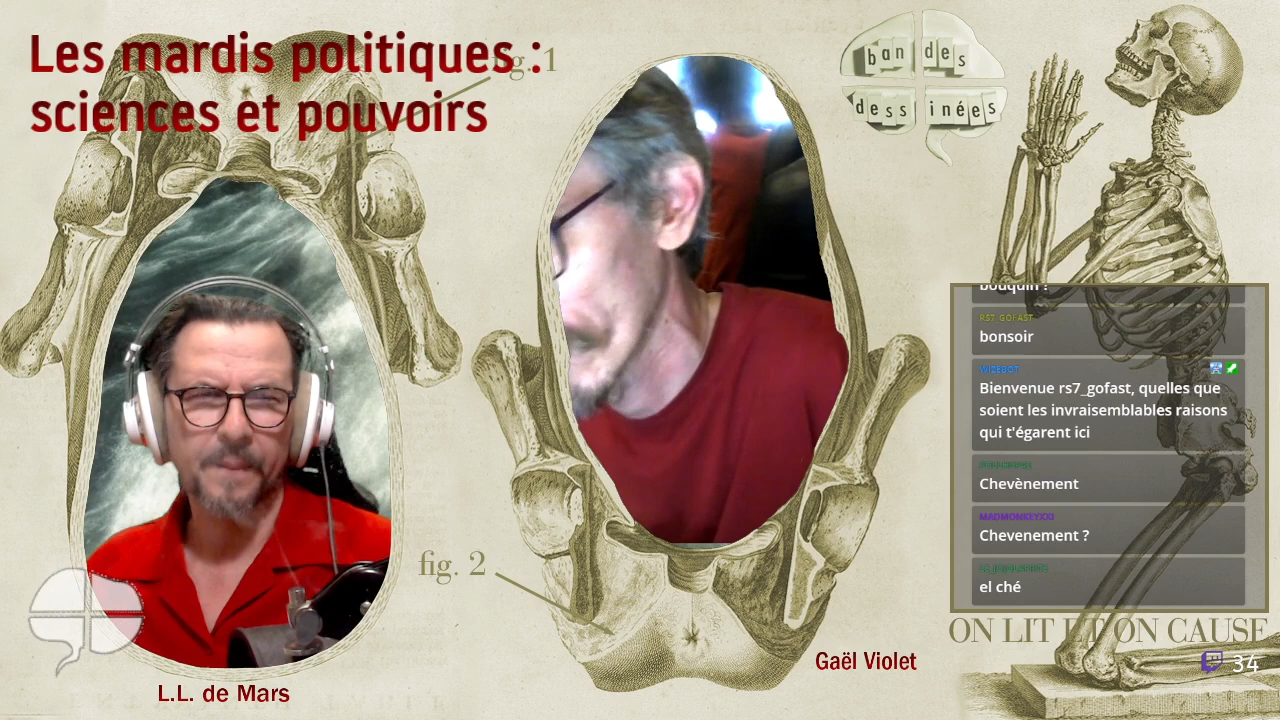 Les mardis politiques :
sciences et pouvoirs
fig. 1
ban des
dess inées
bouquin ?
RS7_GOFAST
bonsoir
WIZEBOT
Bienvenue rs7_gofast, quelles que
soient les invraisemblables raisons
qui t'égarent ici
Chevènement
MADMONKEYXXI
Chevenement ?
el ché
fig. 2
ON LIT ET ON CAUSE
34
Gaël Violet
L.L. de Mars